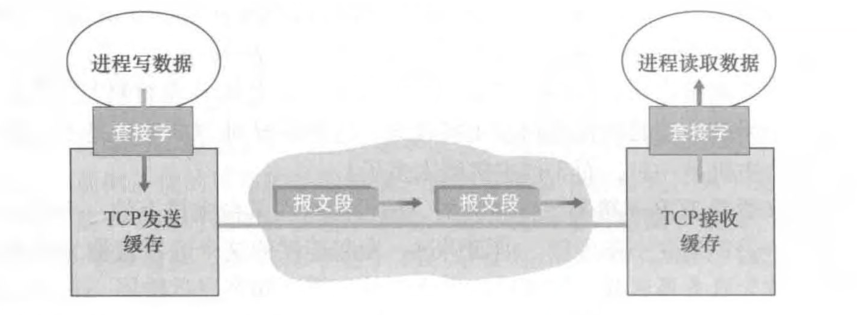 进程写数据
进程读取数据
套接字
套接字
报文段
报文段
TCP发送
缓存
TCP接收
缓存